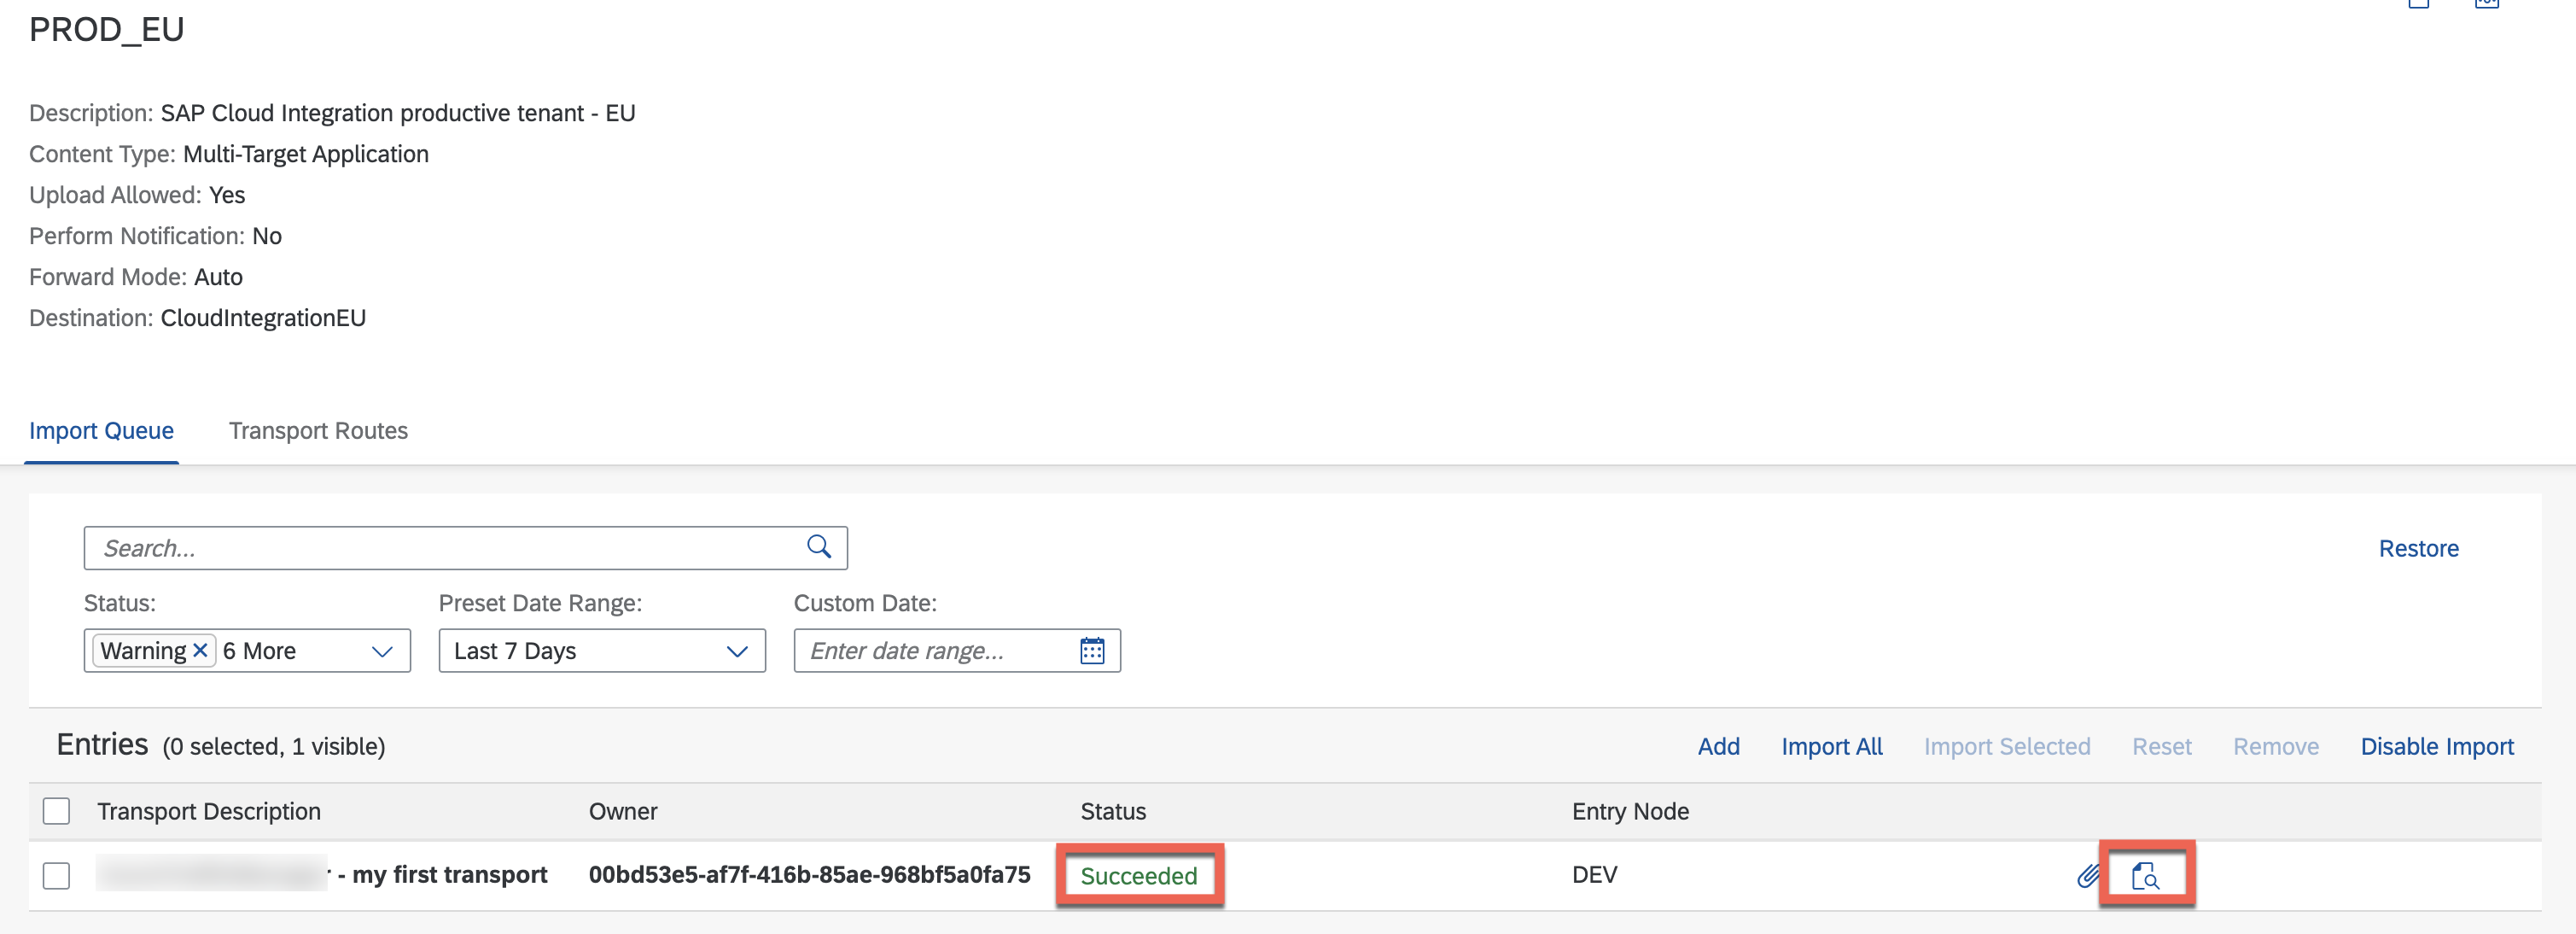 PROD_EU
Description: SAP Cloud Integration productive tenant - EU
Content Type: Multi-Target Application
Upload Allowed: Yes
Perform Notification: No
Forward Mode: Auto
Destination: CloudIntegrationEU
Import Queue Transport Routes
Search...
Restore
Status: Preset Date Range: Custom Date:
Warning 6 More Last 7 Days Enter date range...
Entries (0 selected, 1 visible) Add Import All Import Selected Reset Remove Disable Import
Transport Description Owner Status Entry Node
- my first transport 00bd53e5-af7f-416b-85ae-968bf5a0fa75 Succeeded DEV